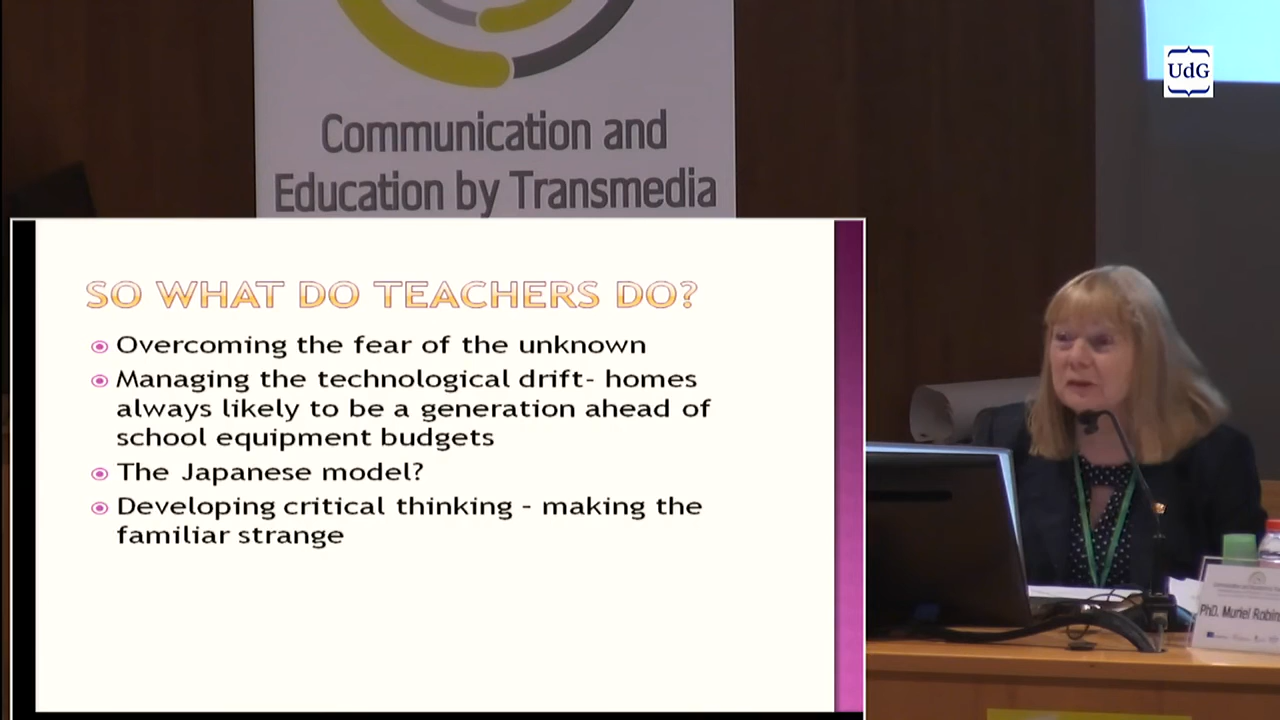 UdG
Communication and
Education by Transmedia
SO WHAT DO TEACHERS DO?
Overcoming the fear of the unknown
Managing the technological drift- homes
always likely to be a generation ahead of
school equipment budgets
The Japanese model?
Developing critical thinking - making the
familiar strange
PhD. Muriel